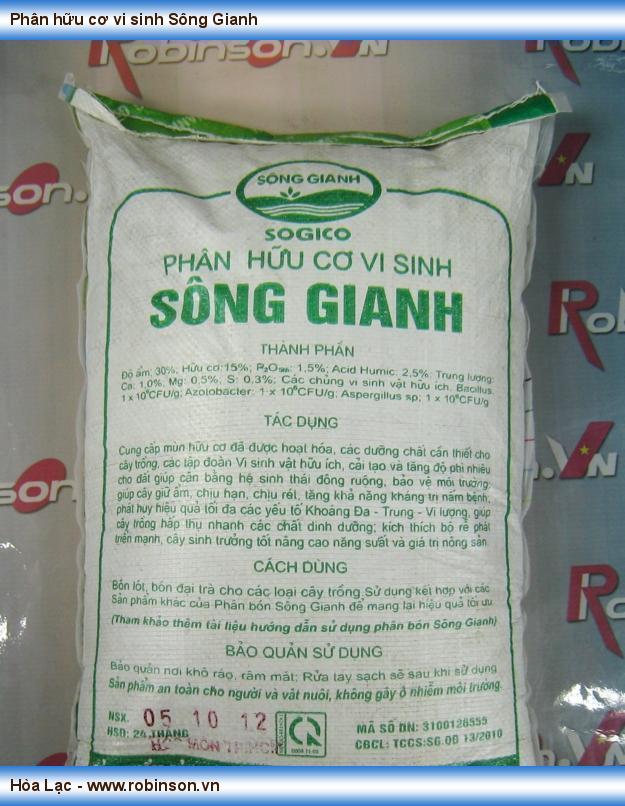 Phân hữu cơ vi sinh Sông Gianh
Robinson.VN
SÔNG GIANH
SOGICO
PHÂN HỮU CƠ VI SINH
SÔNG GIANH
THÀNH PHẦN
Độ ẩm: 30%; Hữu cơ:15%; P₂O₅hh: 1,5%; Acid Humic: 2,5%; Trung lượng:
Ca: 1,0%; Mg: 0,5%; S: 0,3%; Các chủng vi sinh vật hữu ích: Bacillus
1 x 10⁶CFU/g; Azotobacter: 1 x 10⁶CFU/g; Aspergillus sp; 1 x 10⁶CFU/g
TÁC DỤNG
Cung cấp mùn hữu cơ đã được hoạt hóa, các dưỡng chất cần thiết cho
cây trồng, các tập đoàn Vi sinh vật hữu ích, cải tạo và tăng độ phì nhiêu
cho đất giúp cân bằng hệ sinh thái đồng ruộng, bảo vệ môi trường;
giúp cây giữ ẩm, chịu hạn, chịu rét, tăng khả năng kháng trị nấm bệnh;
phát huy hiệu quả tối đa các yếu tố Khoáng Đa - Trung - Vi lượng, giúp
cây trồng hấp thụ nhanh các chất dinh dưỡng; kích thích bộ rễ phát
triển mạnh, cây sinh trưởng tốt nâng cao năng suất và giá trị nông sản.
CÁCH DÙNG
Bón lót, bón đại trà cho các loại cây trồng.Sử dụng kết hợp với các
Sản phẩm khác của Phân bón Sông Gianh để mang lại hiệu quả tối ưu
(Tham khảo thêm tài liệu hướng dẫn sử dụng phân bón Sông Gianh)
BẢO QUẢN SỬ DỤNG
Bảo quản nơi khô ráo, râm mát; Rửa tay sạch sẽ sau khi sử dụng
Sản phẩm an toàn cho người và vật nuôi, không gây ô nhiễm môi trường.
NSX. 05 10 12
HSD: 24 THÁNG
MÃ SỐ DN: 3100126555
CBCL: TCCS:SG.08 13/2010
Hòa Lạc - www.robinson.vn